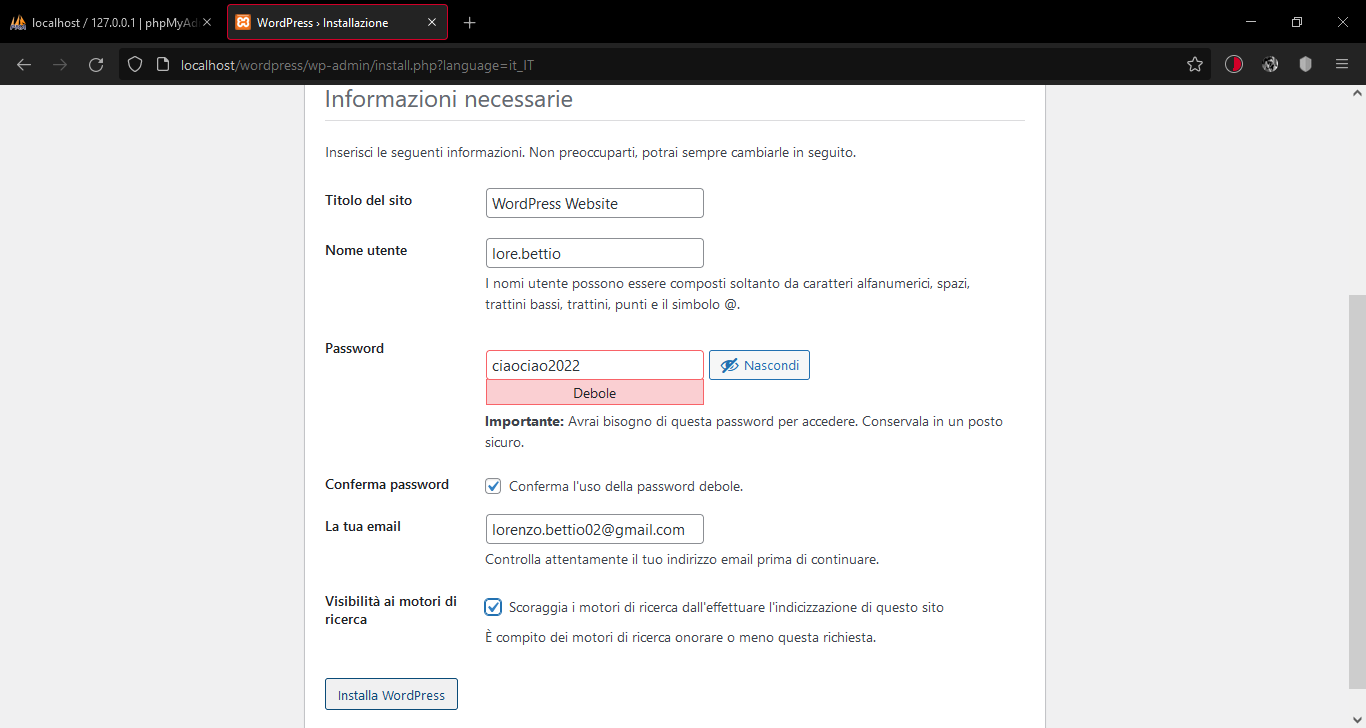 localhost / 127.0.0.1 | phpMyAd
WordPress › Installazione
localhost/wordpress/wp-admin/install.php?language=it_IT
Informazioni necessarie
Inserisci le seguenti informazioni. Non preoccuparti, potrai sempre cambiarle in seguito.
Titolo del sito
WordPress Website
Nome utente
lore.bettio
I nomi utente possono essere composti soltanto da caratteri alfanumerici, spazi,
trattini bassi, trattini, punti e il simbolo @.
Password
ciaociao2022
Nascondi
Debole
Importante: Avrai bisogno di questa password per accedere. Conservala in un posto
sicuro.
Conferma password
Conferma l'uso della password debole.
La tua email
lorenzo.bettio02@gmail.com
Controlla attentamente il tuo indirizzo email prima di continuare.
Visibilità ai motori di
ricerca
Scoraggia i motori di ricerca dall'effettuare l'indicizzazione di questo sito
È compito dei motori di ricerca onorare o meno questa richiesta.
Installa WordPress